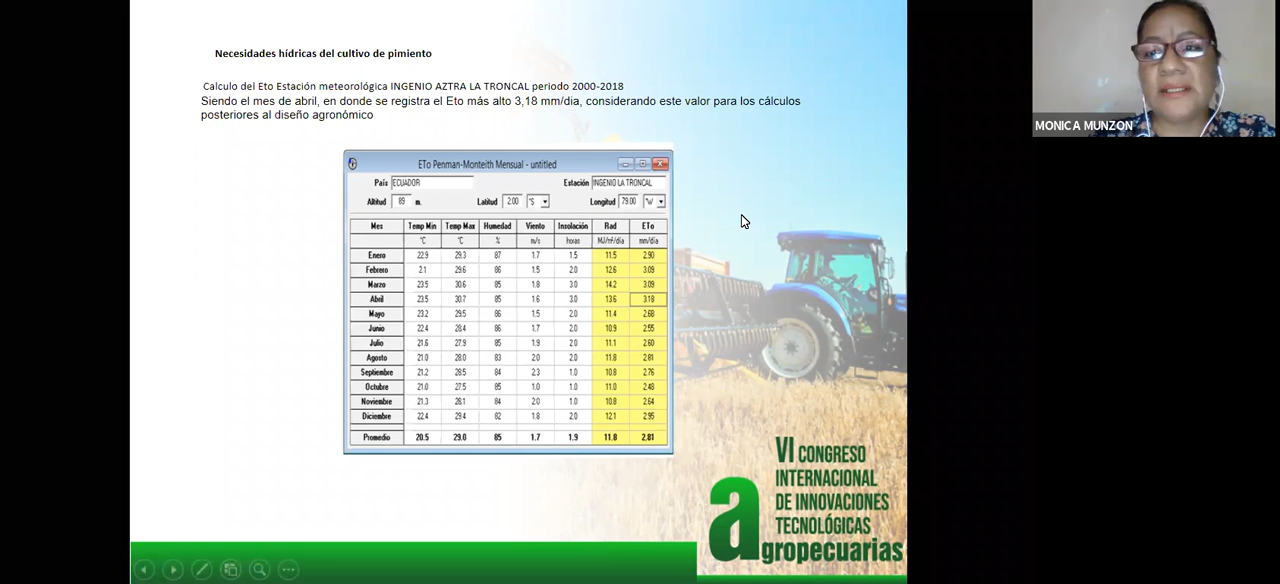 Necesidades hídricas del cultivo de pimiento
Calculo del Eto Estación meteorológica INGENIO AZTRA LA TRONCAL periodo 2000-2018
Siendo el mes de abril, en donde se registra el Eto más alto 3,18 mm/día, considerando este valor para los cálculos
posteriores al diseño agronómico
ETo Penman-Monteith Mensual - untitled
País ECUADOR Estación INGENIO LA TRONCAL
Altitud 89 m. Latitud 2.00 °S Longitud 79.00 °W
Mes Temp Min Temp Max Humedad Viento Insolación Rad ETo
°C °C % m/s horas MJ/m²/día mm/día
Enero 22.9 29.3 87 1.7 1.5 11.5 2.90
Febrero 2.1 29.6 86 1.5 2.0 12.6 3.09
Marzo 23.5 30.6 85 1.8 3.0 14.2 3.09
Abril 23.5 30.7 85 1.6 3.0 13.6 3.18
Mayo 23.2 29.5 86 1.5 2.0 11.4 2.68
Junio 22.4 28.4 86 1.7 2.0 10.9 2.55
Julio 21.6 27.9 85 1.9 2.0 11.1 2.60
Agosto 21.0 28.0 83 2.0 2.0 11.8 2.81
Septiembre 21.2 28.5 84 2.3 1.0 10.8 2.76
Octubre 21.0 27.5 85 1.0 1.0 11.0 2.48
Noviembre 21.3 28.1 84 2.0 1.0 10.8 2.64
Diciembre 22.4 29.4 82 1.8 2.0 12.1 2.95
Promedio 20.5 29.0 85 1.7 1.9 11.8 2.81
VI CONGRESO
INTERNACIONAL
DE INNOVACIONES
TECNOLÓGICAS
agropecuarias
MONICA MUNZON